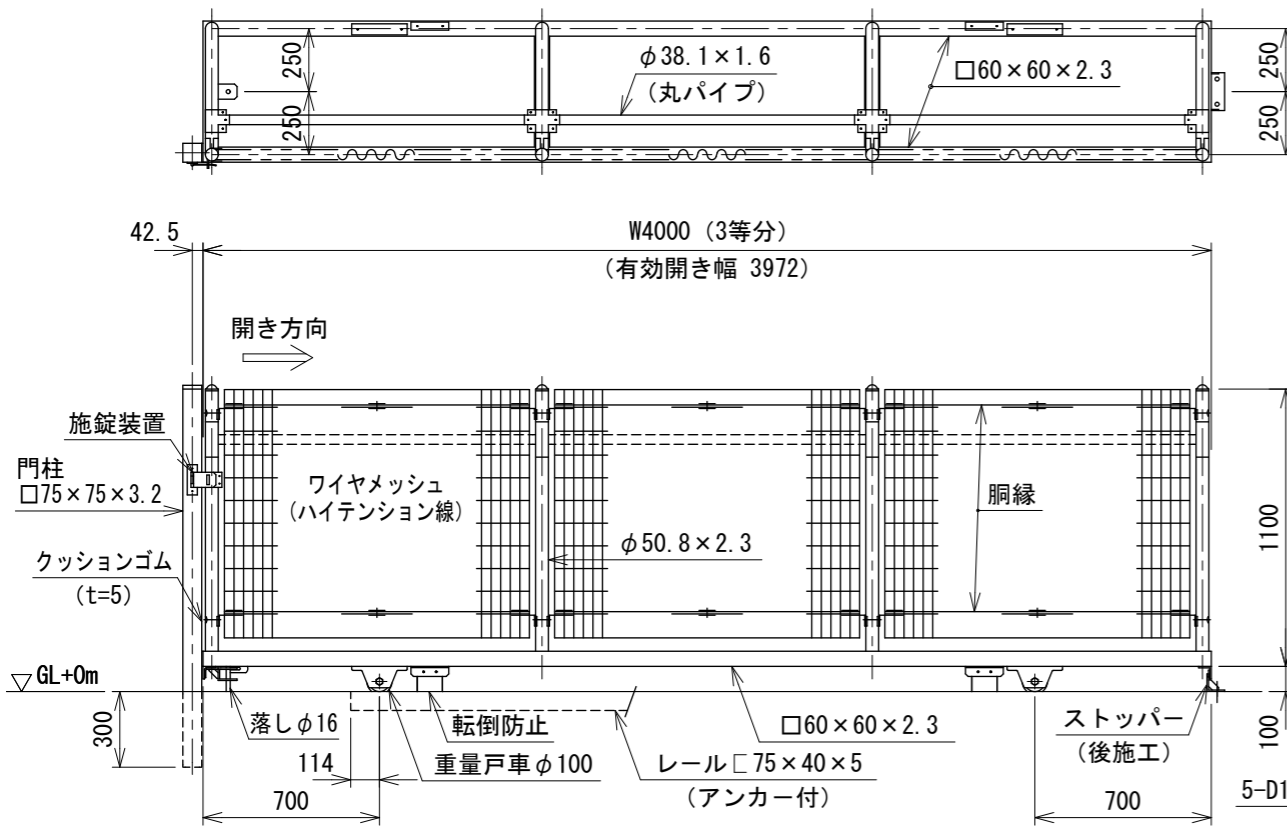 250
250
φ38.1×1.6
(丸パイプ)
□60×60×2.3
250
250
42.5
W4000 (3等分)
(有効開き幅 3972)
開き方向
施錠装置
門柱
□75×75×3.2
ワイヤメッシュ
(ハイテンション線)
胴縁
φ50.8×2.3
クッションゴム
(t=5)
1100
▽GL+0m
300
落しφ16
転倒防止
□60×60×2.3
ストッパー
(後施工)
100
114
重量戸車φ100
レール匚75×40×5
(アンカー付)
700
700
5-D1